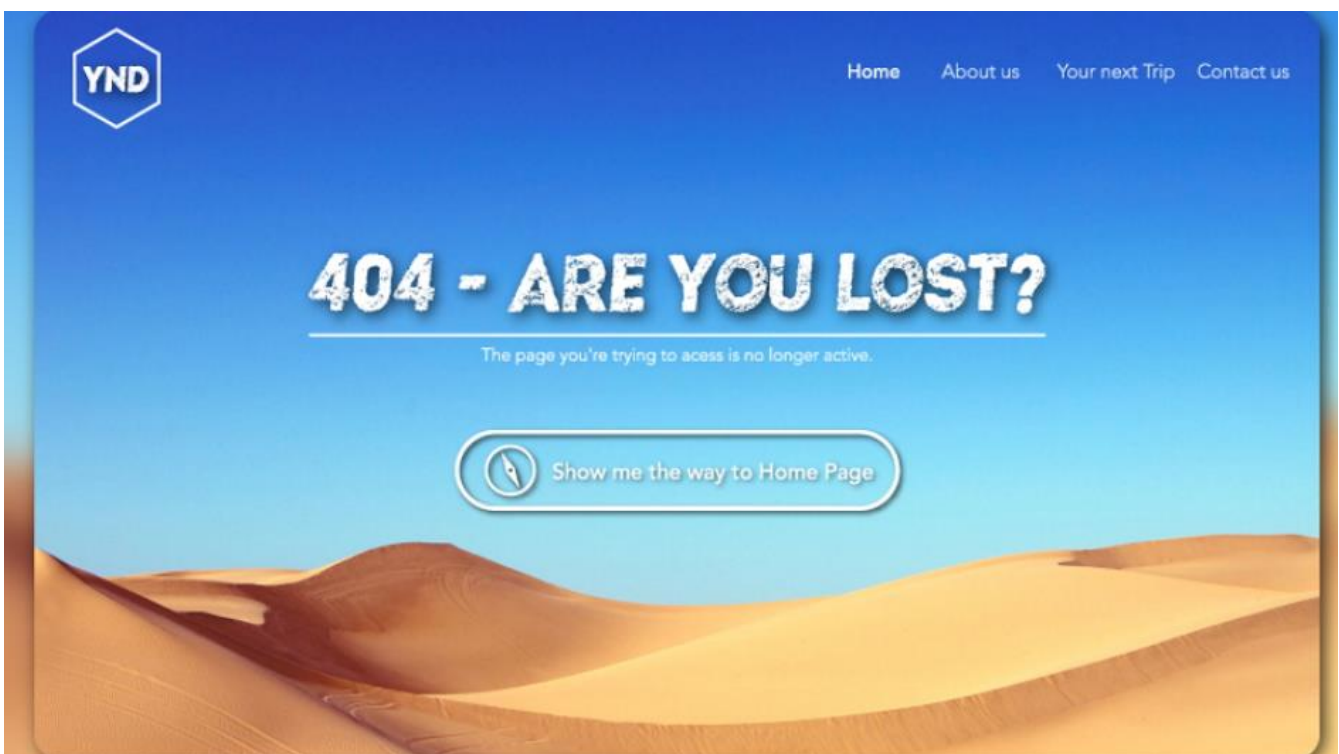 YND
Home About us Your next Trip Contact us
404 - ARE YOU LOST?
The page you're trying to acess is no longer active.
Show me the way to Home Page